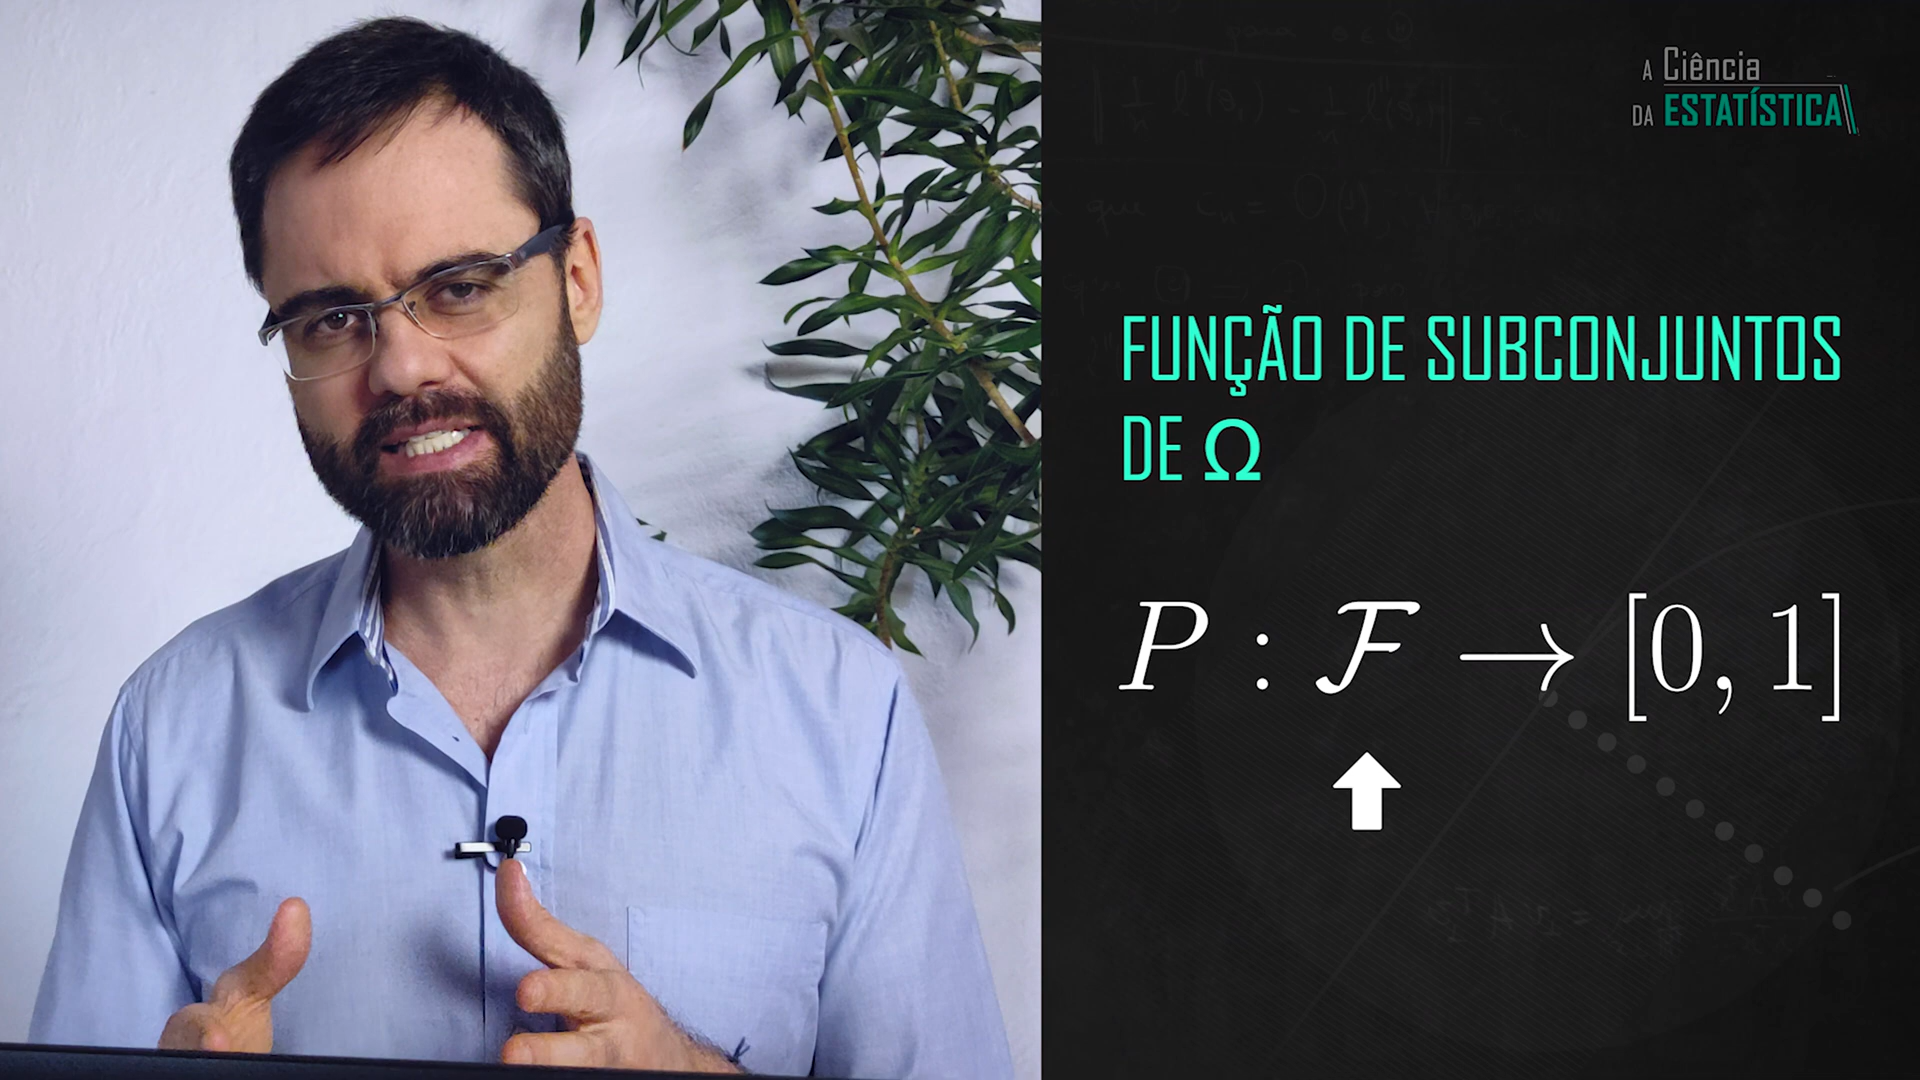 A Ciência
DA ESTATÍSTICA
FUNÇÃO DE SUBCONJUNTOS
DE Ω
P : ℱ → [0, 1]